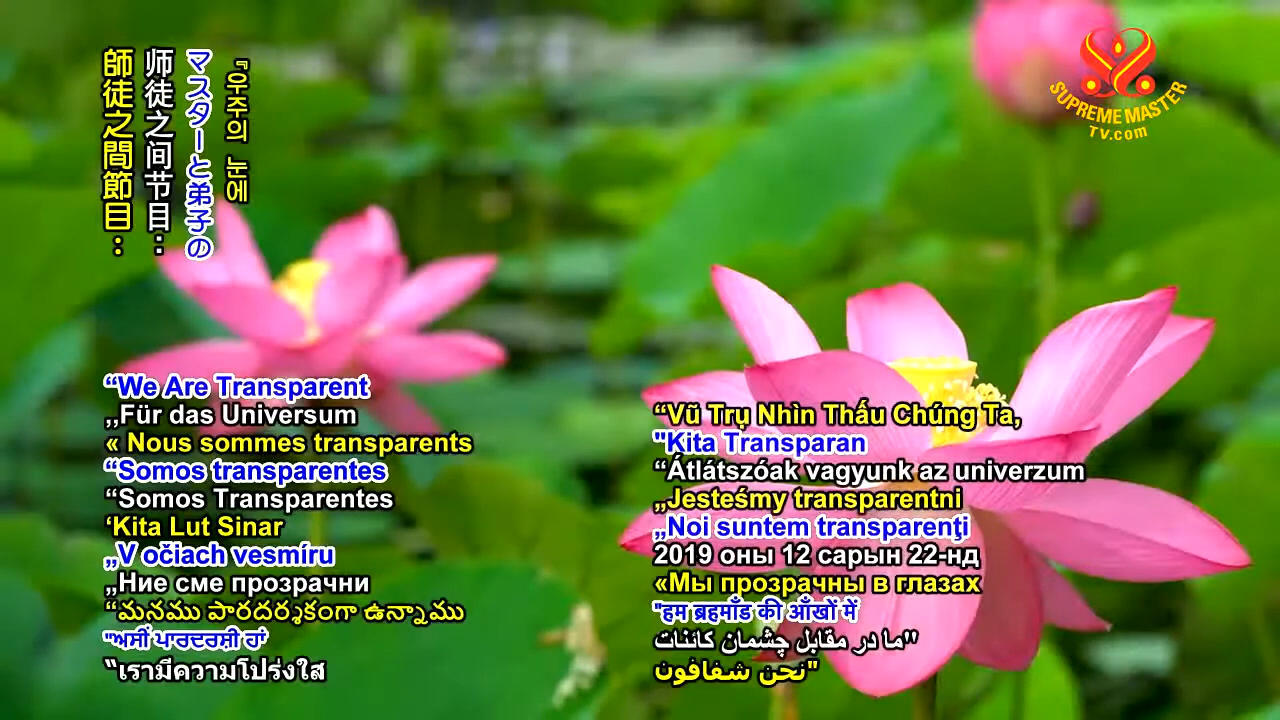 師徒之間節目：
师徒之间节目：
マスターと弟子の
『우주의 눈에
SUPREME MASTER
TV.com
“We Are Transparent
„Für das Universum
« Nous sommes transparents
“Somos transparentes
“Somos Transparentes
‘Kita Lut Sinar
„V očiach vesmíru
„Ние сме прозрачни
“మనము పారదర్శకంగా ఉన్నాము
"ਅਸੀਂ ਪਾਰਦਰਸ਼ੀ ਹਾਂ
“เรามีความโปร่งใส
“Vũ Trụ Nhìn Thấu Chúng Ta,
"Kita Transparan
“Átlátszóak vagyunk az univerzum
„Jesteśmy transparentni
„Noi suntem transparenţi
2019 оны 12 сарын 22-нд
«Мы прозрачны в глазах
"हम ब्रह्माँड की आँखों में
"ما در مقابل چشمان کائنات
"نحن شفافون